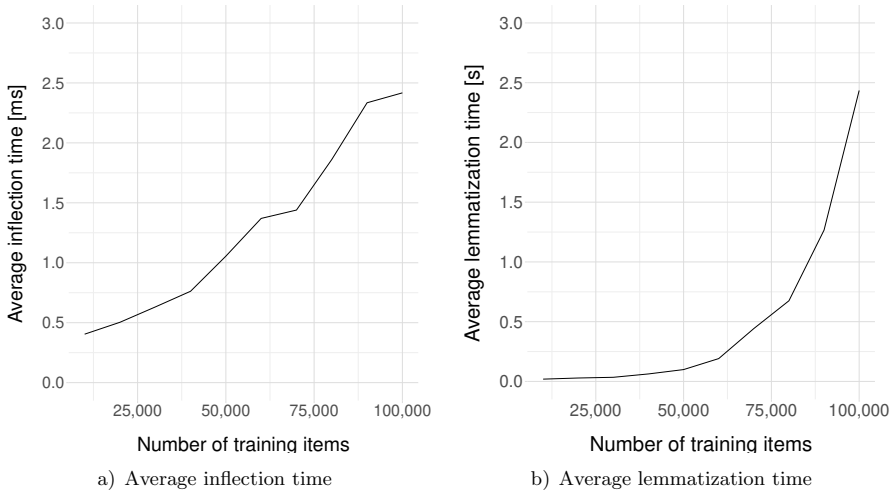 3.0
2.5
2.0
1.5
1.0
0.5
0.0
Average inflection time [ms]
25,000 50,000 75,000 100,000
Number of training items
a) Average inflection time
3.0
2.5
2.0
1.5
1.0
0.5
0.0
Average lemmatization time [s]
25,000 50,000 75,000 100,000
Number of training items
b) Average lemmatization time